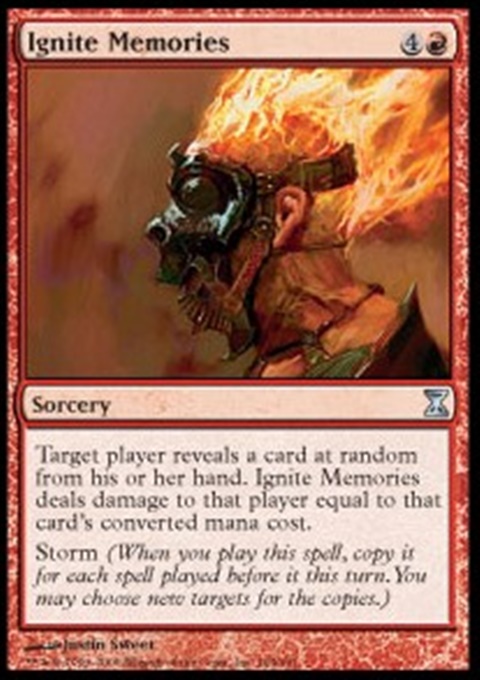 Ignite Memories
4
Sorcery
Target player reveals a card at random
from his or her hand. Ignite Memories
deals damage to that player equal to that
card's converted mana cost.
Storm (When you play this spell, copy it
for each spell played before it this turn. You
may choose new targets for the copies.)
Justin Sweet